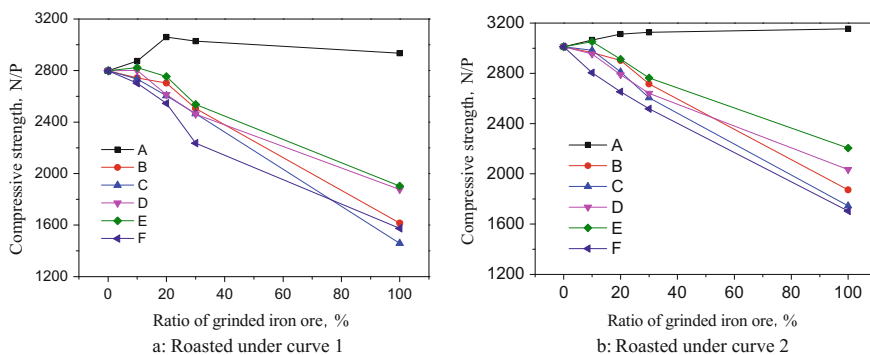 3200
2800
2400
2000
1600
1200
Compressive strength, N/P
A
B
C
D
E
F
0 20 40 60 80 100
Ratio of grinded iron ore, %
a: Roasted under curve 1
3200
2800
2400
2000
1600
1200
Compressive strength, N/P
A
B
C
D
E
F
0 20 40 60 80 100
Ratio of grinded iron ore, %
b: Roasted under curve 2